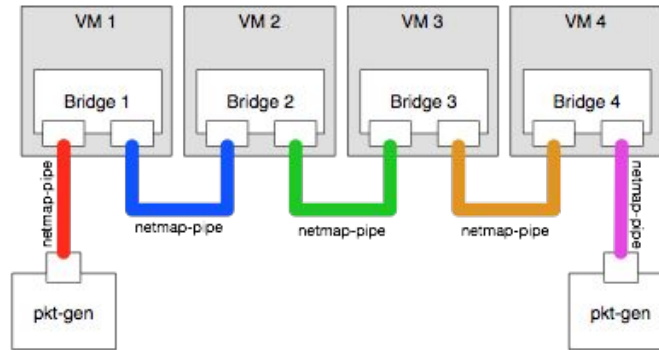 VM 1
VM 2
VM 3
VM 4
Bridge 1
Bridge 2
Bridge 3
Bridge 4
netmap-pipe
netmap-pipe
netmap-pipe
netmap-pipe
netmap-pipe
pkt-gen
pkt-gen